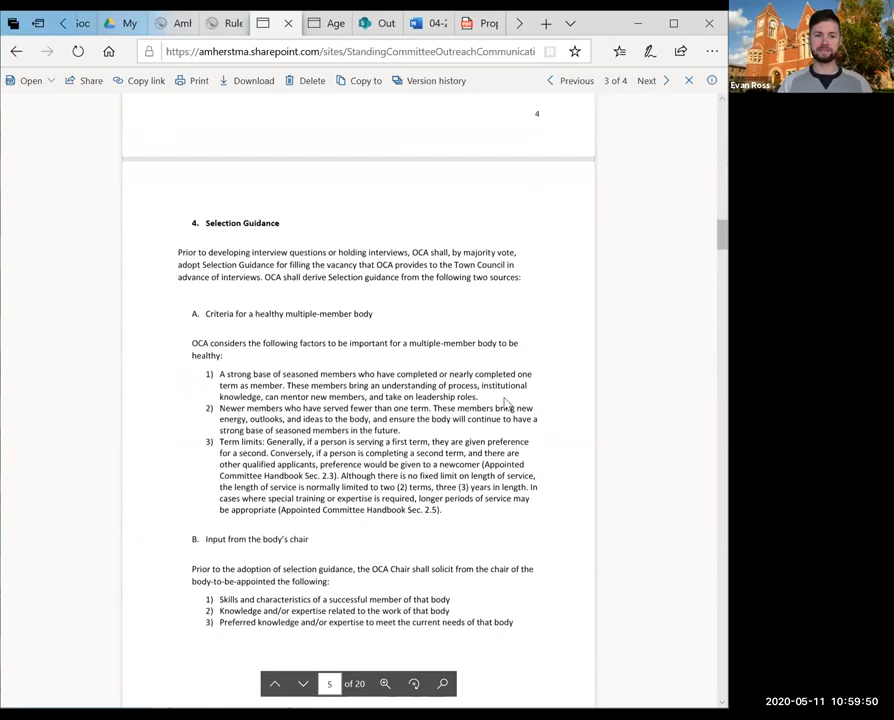 ioc
My
Amh
Rule
Age
Out
04-2
Prop
https://amherstma.sharepoint.com/sites/StandingCommitteeOutreachCommunicati
Open Share Copy link Print Download Delete Copy to Version history Previous 3 of 4 Next
Evan Ross
4
4. Selection Guidance
Prior to developing interview questions or holding interviews, OCA shall, by majority vote,
adopt Selection Guidance for filling the vacancy that OCA provides to the Town Council in
advance of interviews. OCA shall derive Selection guidance from the following two sources:
A. Criteria for a healthy multiple-member body
OCA considers the following factors to be important for a multiple-member body to be
healthy:
1) A strong base of seasoned members who have completed or nearly completed one
term as member. These members bring an understanding of process, institutional
knowledge, can mentor new members, and take on leadership roles.
2) Newer members who have served fewer than one term. These members bring new
energy, outlooks, and ideas to the body, and ensure the body will continue to have a
strong base of seasoned members in the future.
3) Term limits: Generally, if a person is serving a first term, they are given preference
for a second. Conversely, if a person is completing a second term, and there are
other qualified applicants, preference would be given to a newcomer (Appointed
Committee Handbook Sec. 2.3). Although there is no fixed limit on length of service,
the length of service is normally limited to two (2) terms, three (3) years in length. In
cases where special training or expertise is required, longer periods of service may
be appropriate (Appointed Committee Handbook Sec. 2.5).
B. Input from the body's chair
Prior to the adoption of selection guidance, the OCA Chair shall solicit from the chair of the
body-to-be-appointed the following:
1) Skills and characteristics of a successful member of that body
2) Knowledge and/or expertise related to the work of that body
3) Preferred knowledge and/or expertise to meet the current needs of that body
5 of 20
2020-05-11 10:59:50